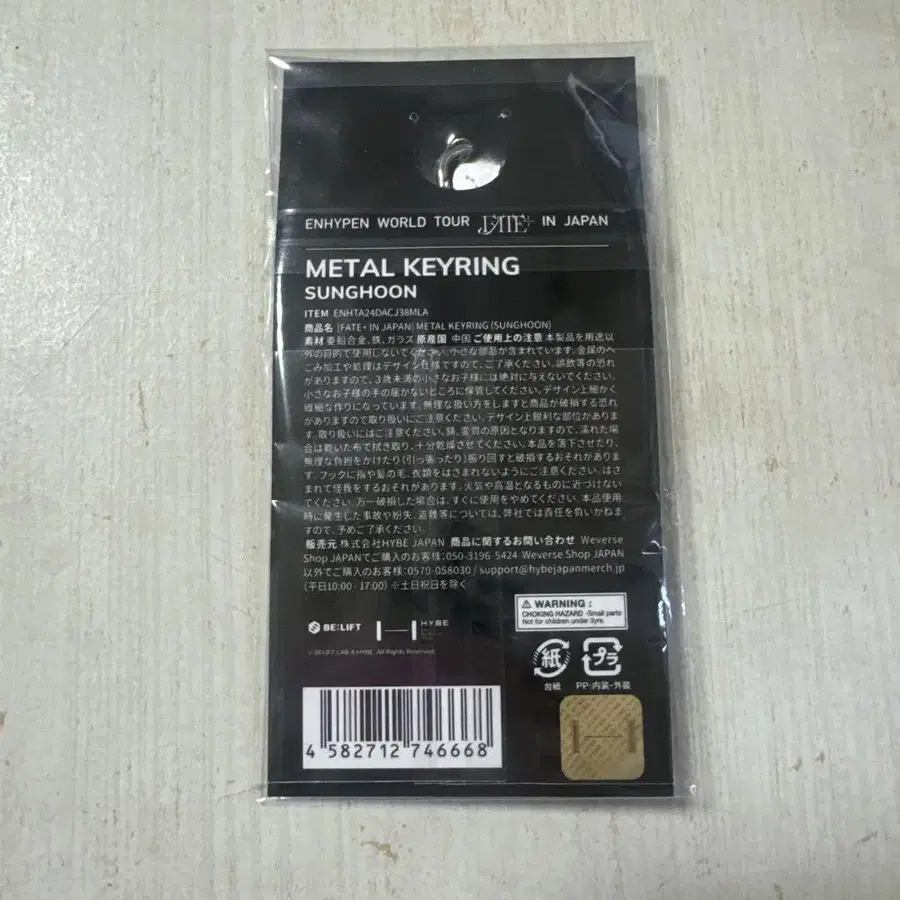 ENHYPEN WORLD TOUR FATE+ IN JAPAN
METAL KEYRING
SUNGHOON
ITEM ENHTA24DACJ38MLA
商品名 [FATE+ IN JAPAN] METAL KEYRING (SUNGHOON)
素材 亜鉛合金、鉄、ガラス 原産国 中国 ご使用上の注意 本製品を用途以
外の目的で使用しないでください。小さな部品が含まれています。金属のへ
こみ加工や処理はデザイン仕様ですので、ご了承ください。誤飲等の恐れ
がありますので、3歳未満の小さなお子様には絶対に与えないでください。
小さなお子様の手の届かないところに保管してください。デザイン上細かく
繊細な作りになっています。無理な扱い方をしますと商品が破損する恐れ
がありますので取り扱いにご注意ください。デザイン上鋭利な部位がありま
す。取り扱いにはご注意ください。錆、変質の原因となりますので、濡れた場
合は乾いた布で拭き取り、十分乾燥させてください。本品を落下させたり、
無理な負担をかけたり(引っ張ったり)振り回すと破損するおそれがありま
す。フックに指や髪の毛、衣類をはさまれないようにご注意ください。はさ
まれて怪我をするおそれがあります。火気や高温となるものに近づけない
でください。万一破損した場合は、すぐに使用をやめてください。本品使用
時に発生した事故や紛失、盗難等については、弊社では責任を負いかねま
すので、予めご了承ください。
販売元 株式会社HYBE JAPAN 商品に関するお問い合わせ Weverse
Shop JAPANでご購入のお客様:050-3196-5424 Weverse Shop JAPAN
以外でご購入のお客様:0570-058030 / support@hybejapanmerch.jp
(平日10:00 - 17:00) ※土日祝日を除く
WARNING :
CHOKING HAZARD -Small parts
Not for children under 3yrs.
BE:LIFT HYBE
© BELIFT LAB & HYBE. All Rights Reserved.
紙 プラ
台紙 PP:内装・外装
4 582712 746668